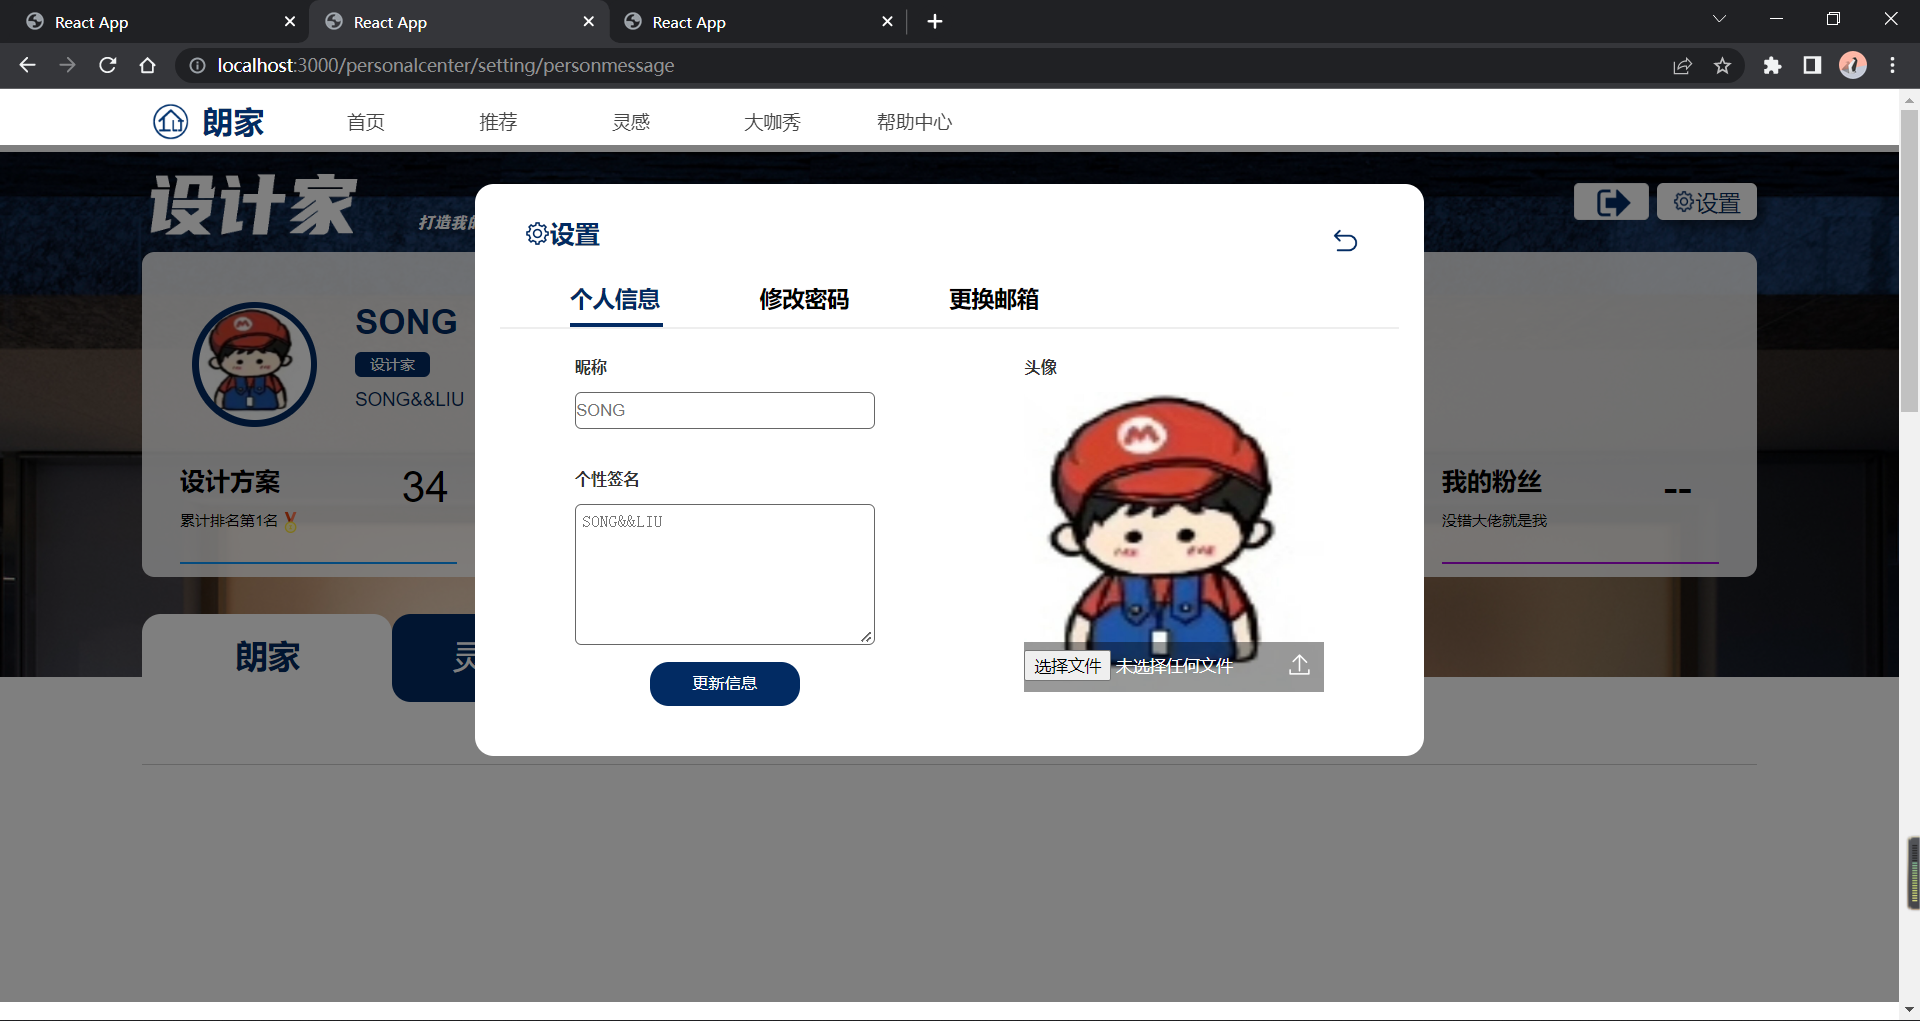 React App
React App
React App
localhost:3000/personalcenter/setting/personmessage
朗家 首页 推荐 灵感 大咖秀 帮助中心
设计家 打造我的
设置
SONG
设计家
SONG&&LIU
设计方案 34
累计排名第1名
朗家
灵
设置
个人信息 修改密码 更换邮箱
昵称
SONG
个性签名
SONG&&LIU
更新信息
头像
M
选择文件 未选择任何文件
我的粉丝 --
没错大佬就是我